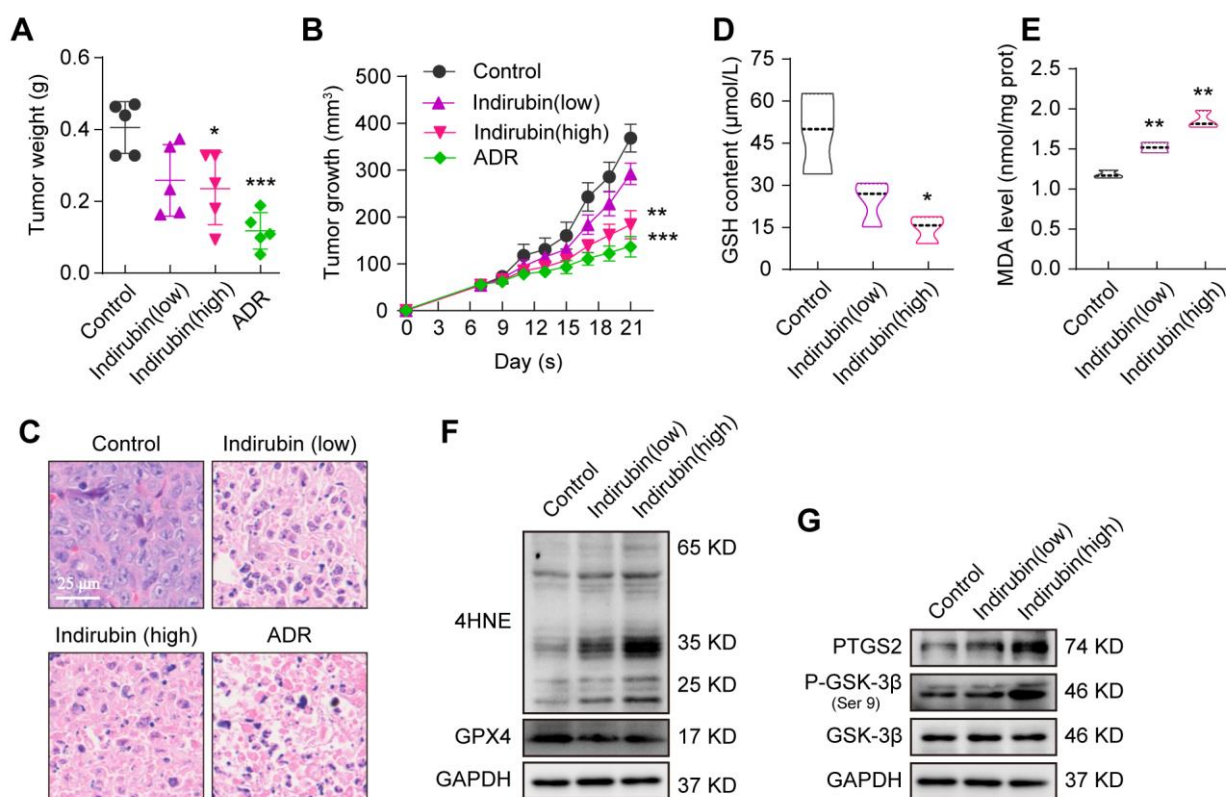 A
Tumor weight (g)
0.6
0.4
0.2
0.0
*
***
Control
Indirubin(low)
Indirubin(high)
ADR
B
Tumor growth (mm³)
500
400
300
200
100
0
0 3 6 9 12 15 18 21
Day (s)
Control
Indirubin(low)
Indirubin(high)
ADR
**
***
D
GSH content (μmol/L)
75
60
45
30
15
0
*
Control
Indirubin(low)
Indirubin(high)
E
MDA level (nmol/mg prot)
2.5
2.0
1.5
1.0
0.5
0.0
**
**
Control
Indirubin(low)
Indirubin(high)
C
Control
Indirubin (low)
25 μm
Indirubin (high)
ADR
F
Control
Indirubin(low)
Indirubin(high)
4HNE
65 KD
35 KD
25 KD
GPX4 17 KD
GAPDH 37 KD
G
Control
Indirubin(low)
Indirubin(high)
PTGS2 74 KD
P-GSK-3β 46 KD
(Ser 9)
GSK-3β 46 KD
GAPDH 37 KD